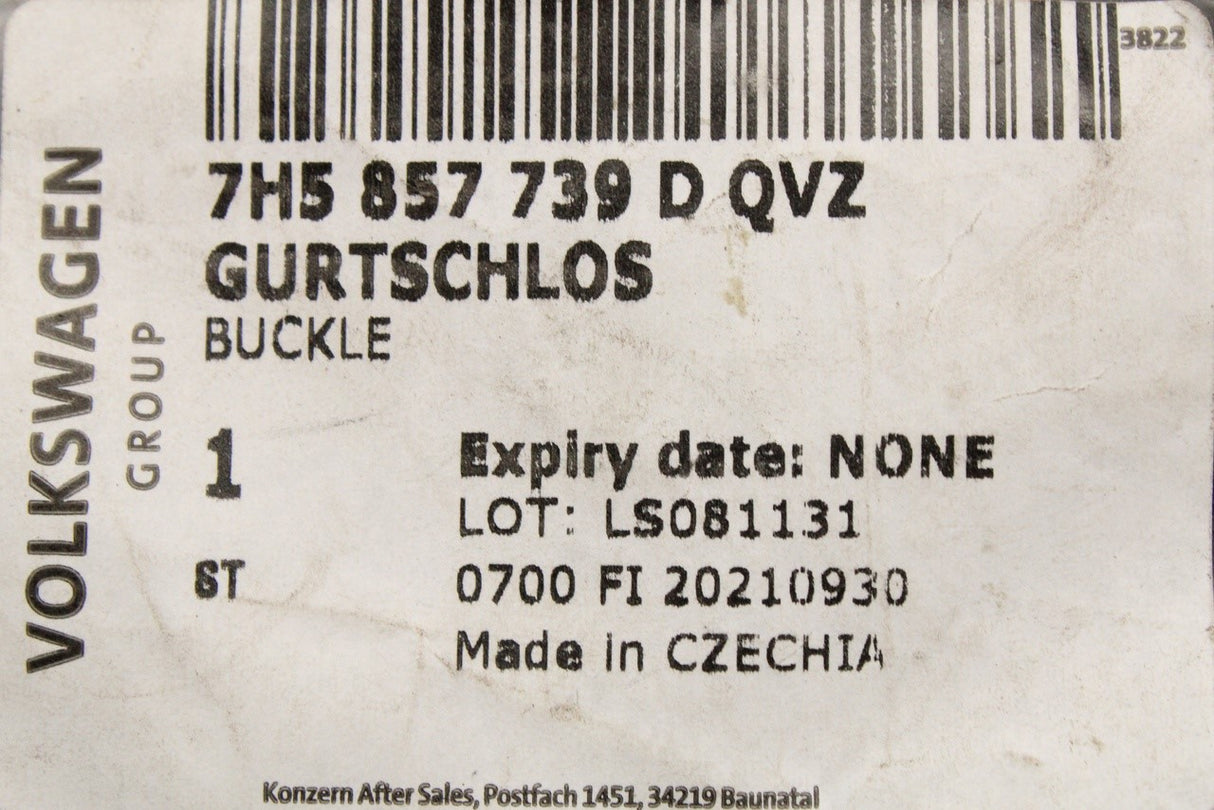 3822
7H5 857 739 D QVZ
GURTSCHLOS
BUCKLE
VOLKSWAGEN
GROUP
1
Expiry date: NONE
LOT: LS081131
ST
0700 FI 20210930
Made in CZECHIA
Konzern After Sales, Postfach 1451, 34219 Baunatal